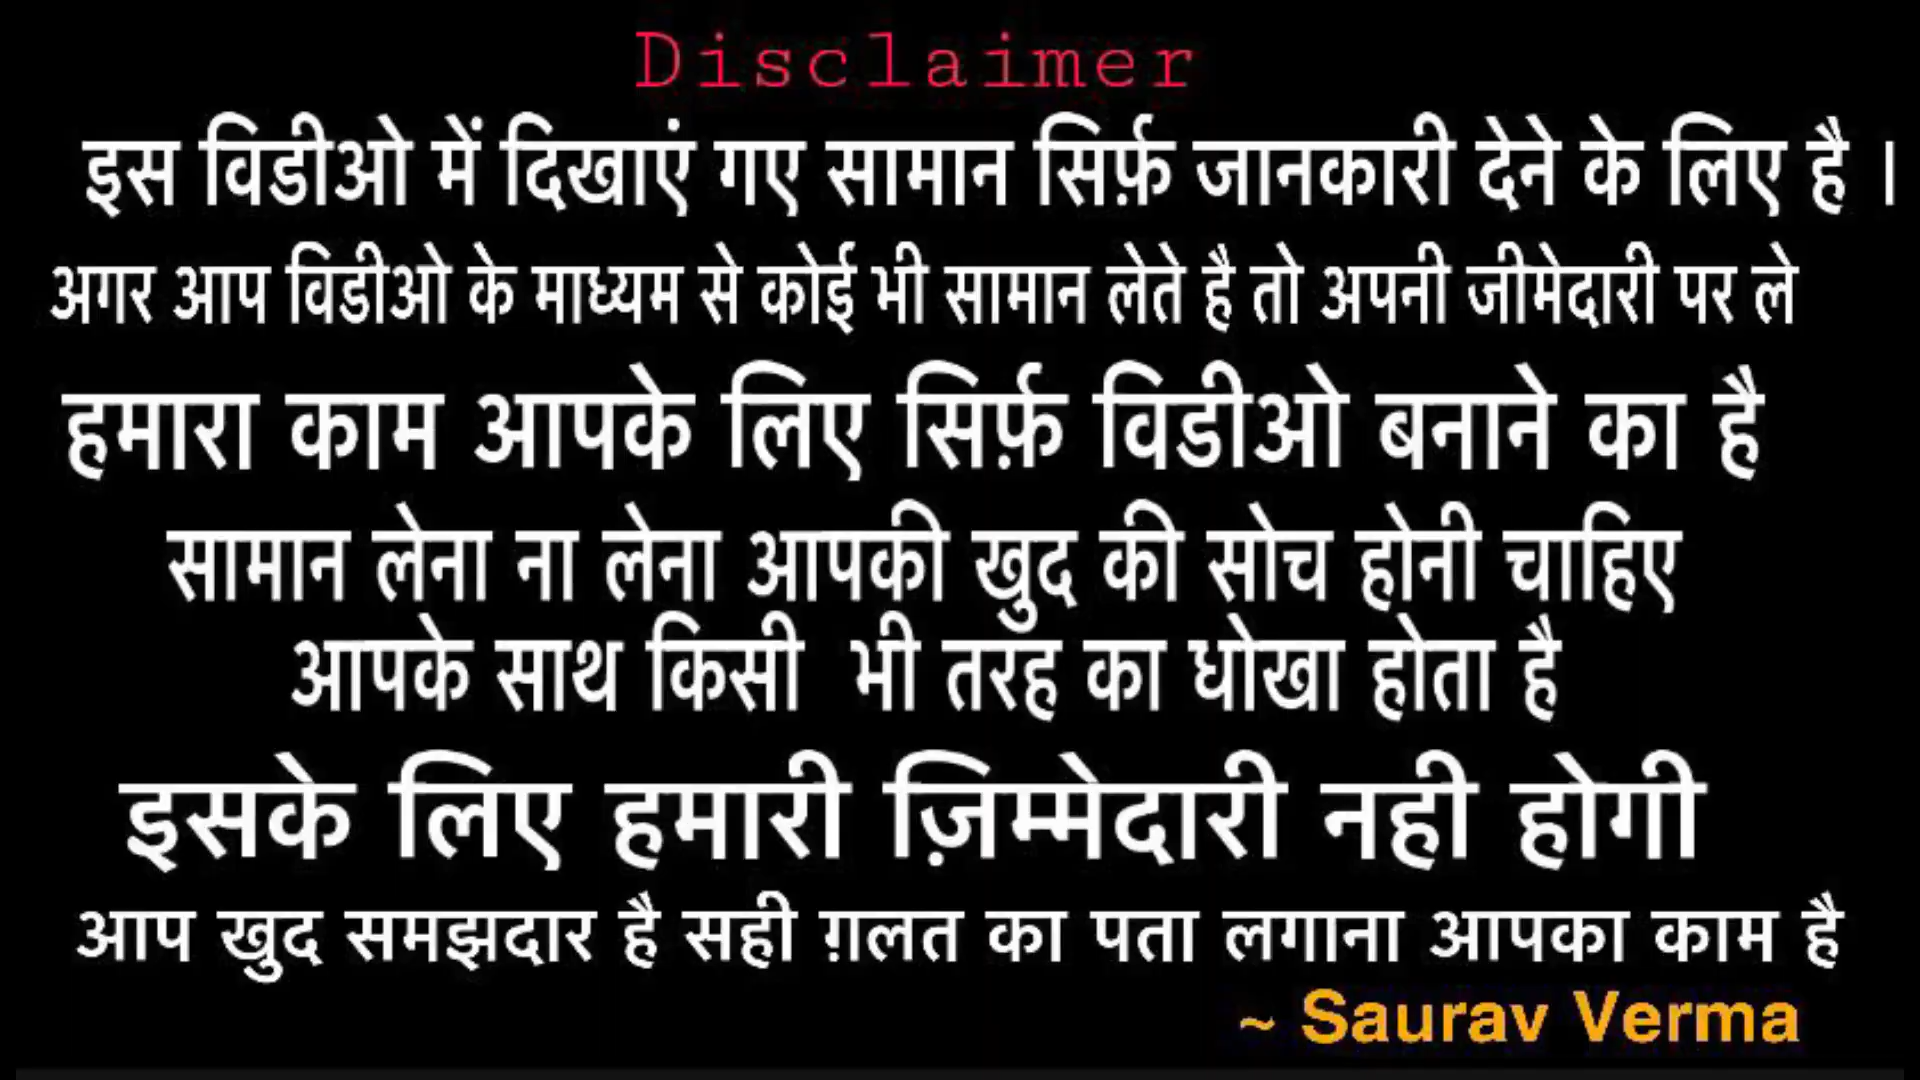 Disclaimer
इस विडीओ में दिखाएं गए सामान सिर्फ़ जानकारी देने के लिए है ।
अगर आप विडीओ के माध्यम से कोई भी सामान लेते है तो अपनी जीमेदारी पर ले
हमारा काम आपके लिए सिर्फ़ विडीओ बनाने का है
सामान लेना ना लेना आपकी खुद की सोच होनी चाहिए
आपके साथ किसी भी तरह का धोखा होता है
इसके लिए हमारी ज़िम्मेदारी नही होगी
आप खुद समझदार है सही ग़लत का पता लगाना आपका काम है
~ Saurav Verma